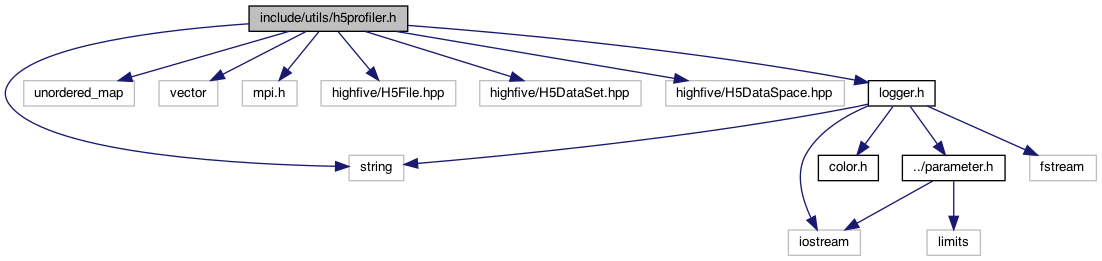 include/utils/h5profiler.h
unordered_map
vector
mpi.h
highfive/H5File.hpp
highfive/H5DataSet.hpp
highfive/H5DataSpace.hpp
logger.h
string
color.h
../parameter.h
fstream
iostream
limits